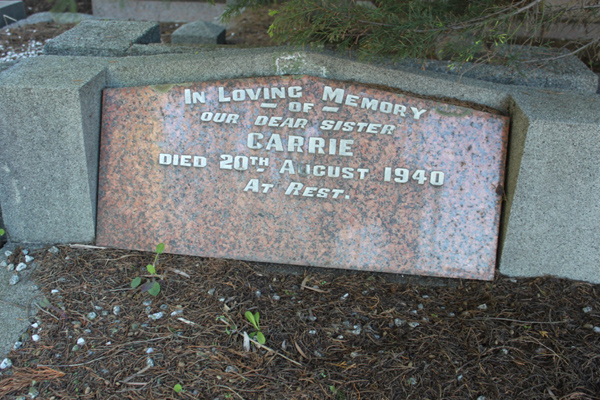 In Loving Memory
– OF –
OUR DEAR SISTER
CARRIE
DIED 20TH AUGUST 1940
At Rest.